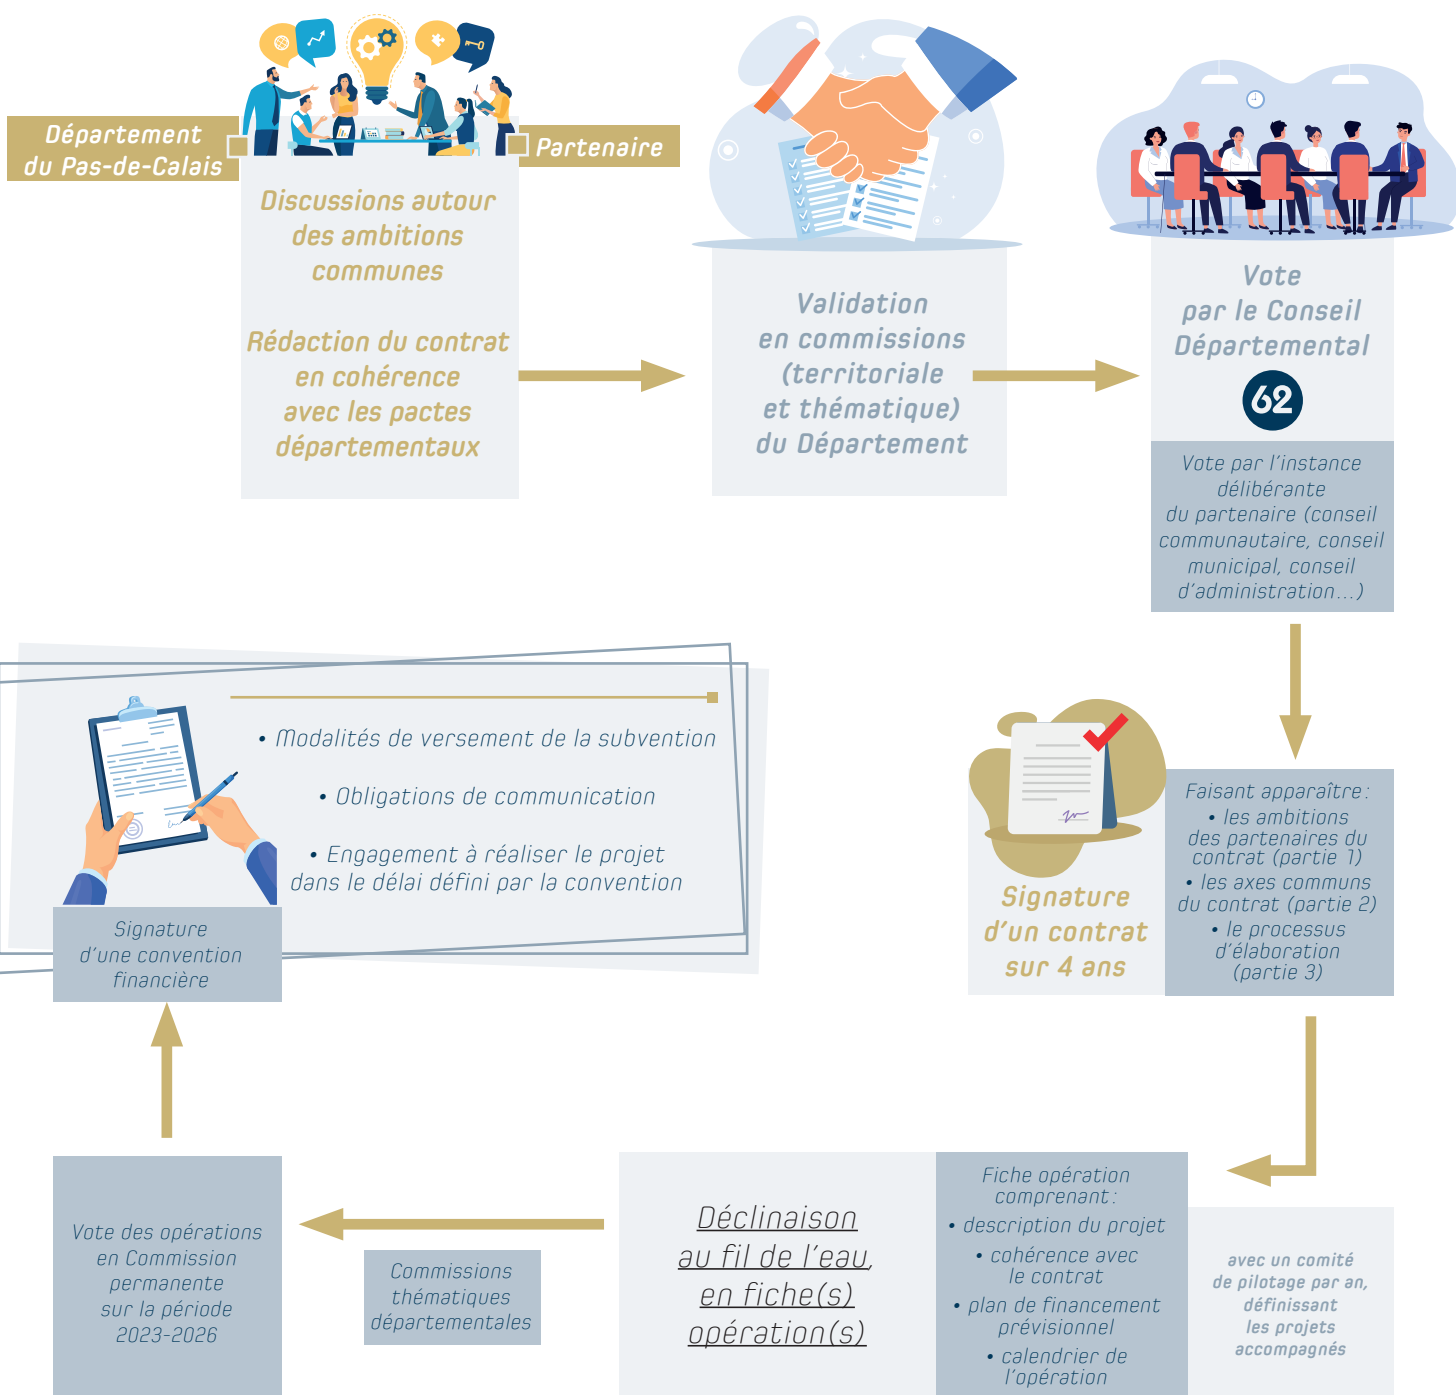 Département
du Pas-de-Calais
Partenaire
Discussions autour
des ambitions
communes
Rédaction du contrat
en cohérence
avec les pactes
départementaux
Validation
en commissions
(territoriale
et thématique)
du Département
Vote
par le Conseil
Départemental
62
Vote par l'instance
délibérante
du partenaire (conseil
communautaire, conseil
municipal, conseil
d'administration...)
Signature
d'un contrat
sur 4 ans
Faisant apparaître :
• les ambitions
des partenaires du
contrat (partie 1)
• les axes communs
du contrat (partie 2)
• le processus
d'élaboration
(partie 3)
avec un comité
de pilotage par an,
définissant
les projets
accompagnés
Fiche opération
comprenant :
• description du projet
• cohérence avec
le contrat
• plan de financement
prévisionnel
• calendrier de
l'opération
Déclinaison
au fil de l'eau,
en fiche(s)
opération(s)
Commissions
thématiques
départementales
Vote des opérations
en Commission
permanente
sur la période
2023-2026
Signature
d'une convention
financière
• Modalités de versement de la subvention
• Obligations de communication
• Engagement à réaliser le projet
dans le délai défini par la convention